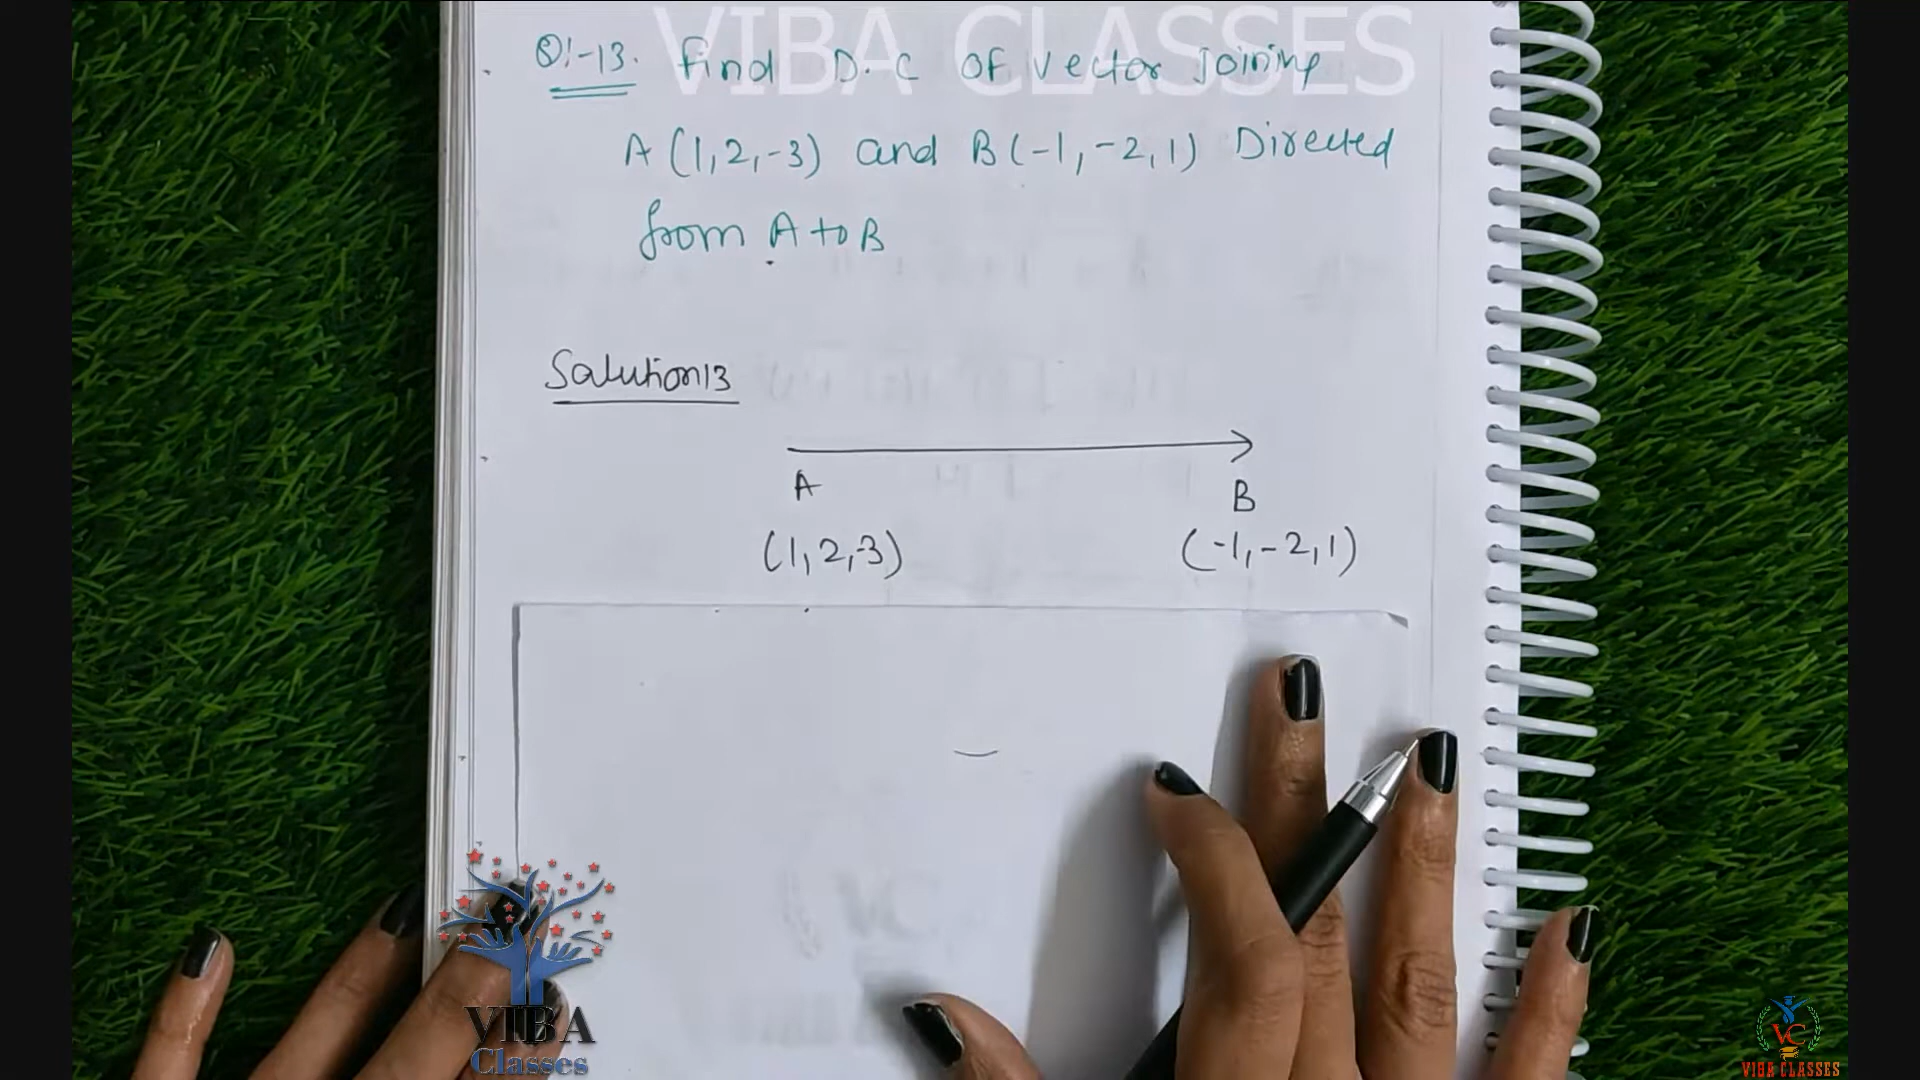 VIBA CLASSES
Q!-13. Find D.C OF Vector Joining
A (1,2,-3) and B (-1,-2,1) Directed
from A to B
Solution13
A
B
(1,2,-3)
(-1,-2,1)
VIBA
Classes
VC
VIBA CLASSES